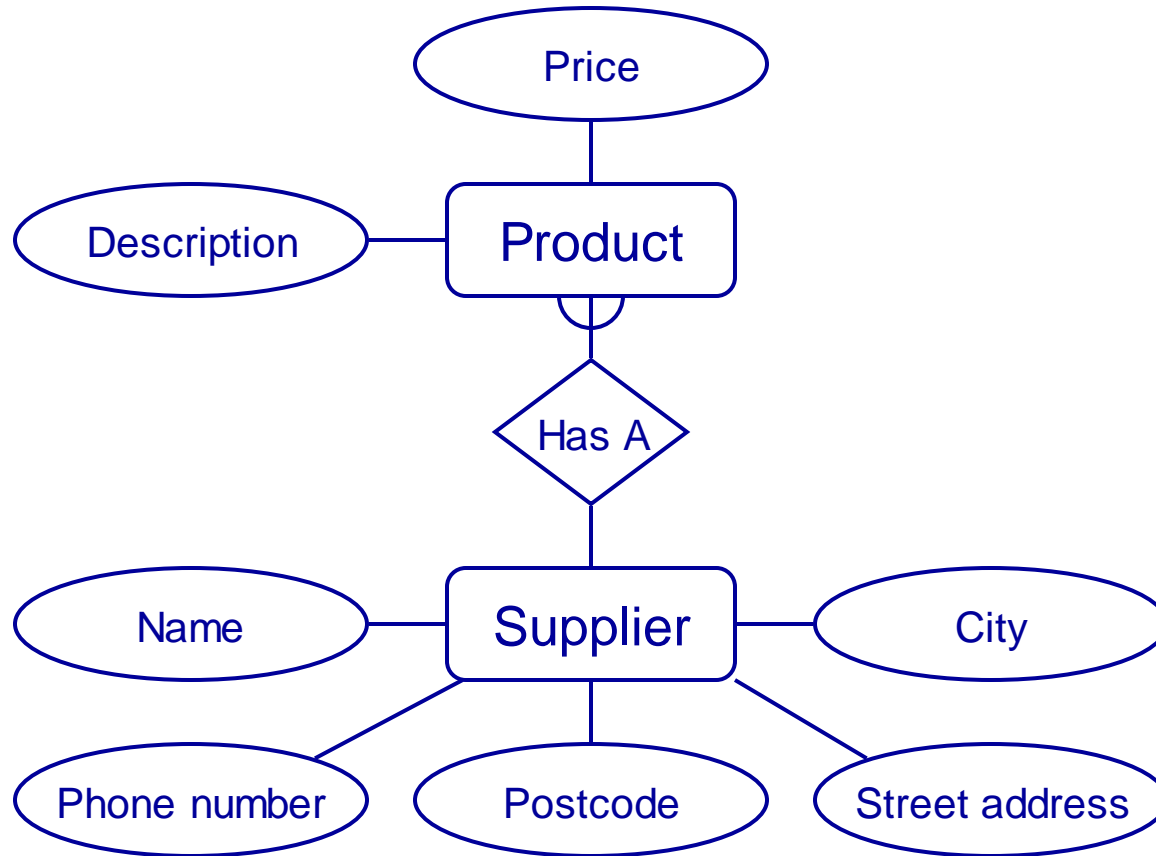 Price
Description
Product
Has A
Name
Supplier
City
Phone number
Postcode
Street address